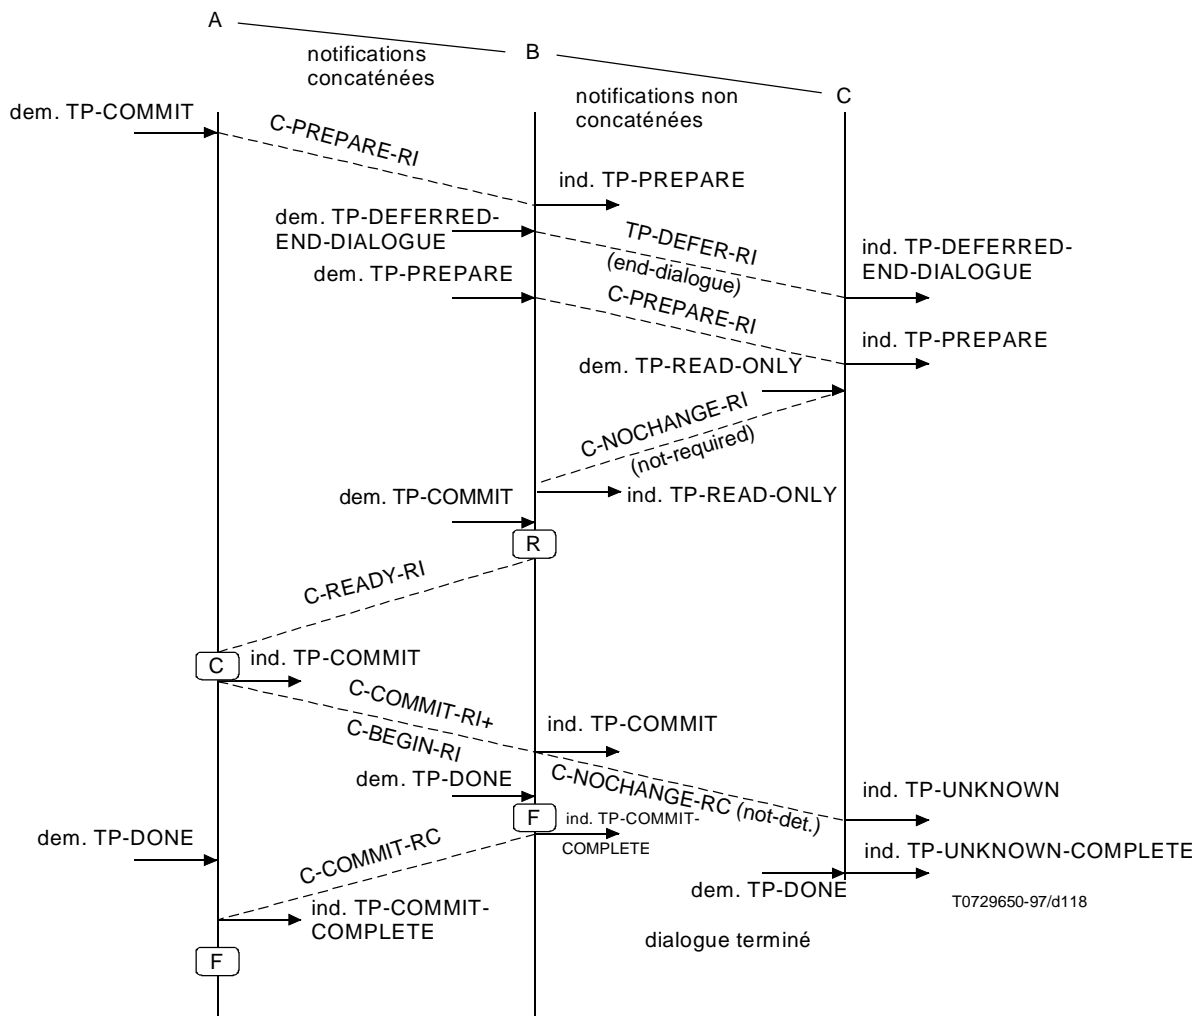 A
notifications
concaténées
B
notifications non
concaténées
C
dem. TP-COMMIT
C-PREPARE-RI
ind. TP-PREPARE
dem. TP-DEFERRED-
END-DIALOGUE
TP-DEFER-RI
(end-dialogue)
ind. TP-DEFERRED-
END-DIALOGUE
dem. TP-PREPARE
C-PREPARE-RI
ind. TP-PREPARE
dem. TP-READ-ONLY
C-NOCHANGE-RI
(not-required)
dem. TP-COMMIT
ind. TP-READ-ONLY
R
C-READY-RI
C
ind. TP-COMMIT
C-COMMIT-RI+
C-BEGIN-RI
ind. TP-COMMIT
dem. TP-DONE
C-NOCHANGE-RC (not-det.)
ind. TP-UNKNOWN
F
ind. TP-COMMIT-
COMPLETE
dem. TP-DONE
C-COMMIT-RC
ind. TP-UNKNOWN-COMPLETE
dem. TP-DONE
T0729650-97/d118
ind. TP-COMMIT-
COMPLETE
dialogue terminé
F